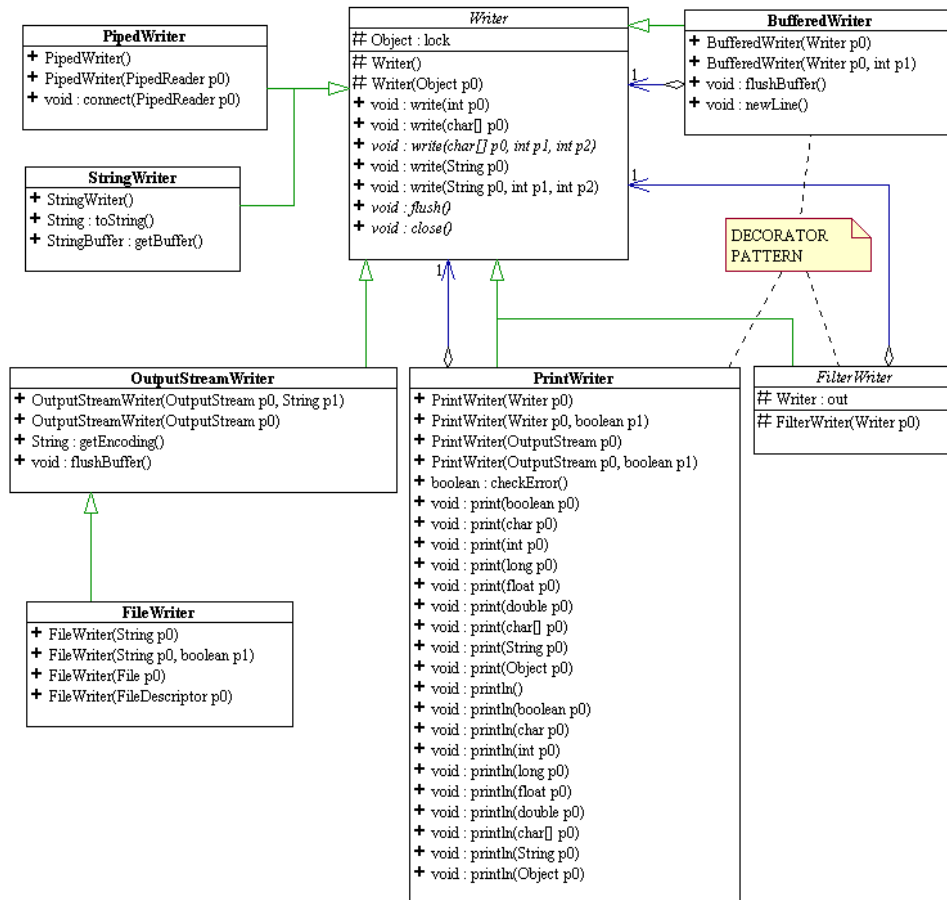 PipedWriter
+ PipedWriter()
+ PipedWriter(PipedReader p0)
+ void : connect(PipedReader p0)
StringWriter
+ StringWriter()
+ String : toString()
+ StringBuffer : getBuffer()
Writer
# Object : lock
# Writer()
# Writer(Object p0)
+ void : write(int p0)
+ void : write(char[] p0)
+ void : write(char[] p0, int p1, int p2)
+ void : write(String p0)
+ void : write(String p0, int p1, int p2)
+ void : flush()
+ void : close()
BufferedWriter
+ BufferedWriter(Writer p0)
+ BufferedWriter(Writer p0, int p1)
+ void : flushBuffer()
+ void : newLine()
1
1
1
DECORATOR
PATTERN
OutputStreamWriter
+ OutputStreamWriter(OutputStream p0, String p1)
+ OutputStreamWriter(OutputStream p0)
+ String : getEncoding()
+ void : flushBuffer()
FileWriter
+ FileWriter(String p0)
+ FileWriter(String p0, boolean p1)
+ FileWriter(File p0)
+ FileWriter(FileDescriptor p0)
PrintWriter
+ PrintWriter(Writer p0)
+ PrintWriter(Writer p0, boolean p1)
+ PrintWriter(OutputStream p0)
+ PrintWriter(OutputStream p0, boolean p1)
+ boolean : checkError()
+ void : print(boolean p0)
+ void : print(char p0)
+ void : print(int p0)
+ void : print(long p0)
+ void : print(float p0)
+ void : print(double p0)
+ void : print(char[] p0)
+ void : print(String p0)
+ void : print(Object p0)
+ void : println()
+ void : println(boolean p0)
+ void : println(char p0)
+ void : println(int p0)
+ void : println(long p0)
+ void : println(float p0)
+ void : println(double p0)
+ void : println(char[] p0)
+ void : println(String p0)
+ void : println(Object p0)
FilterWriter
# Writer : out
# FilterWriter(Writer p0)